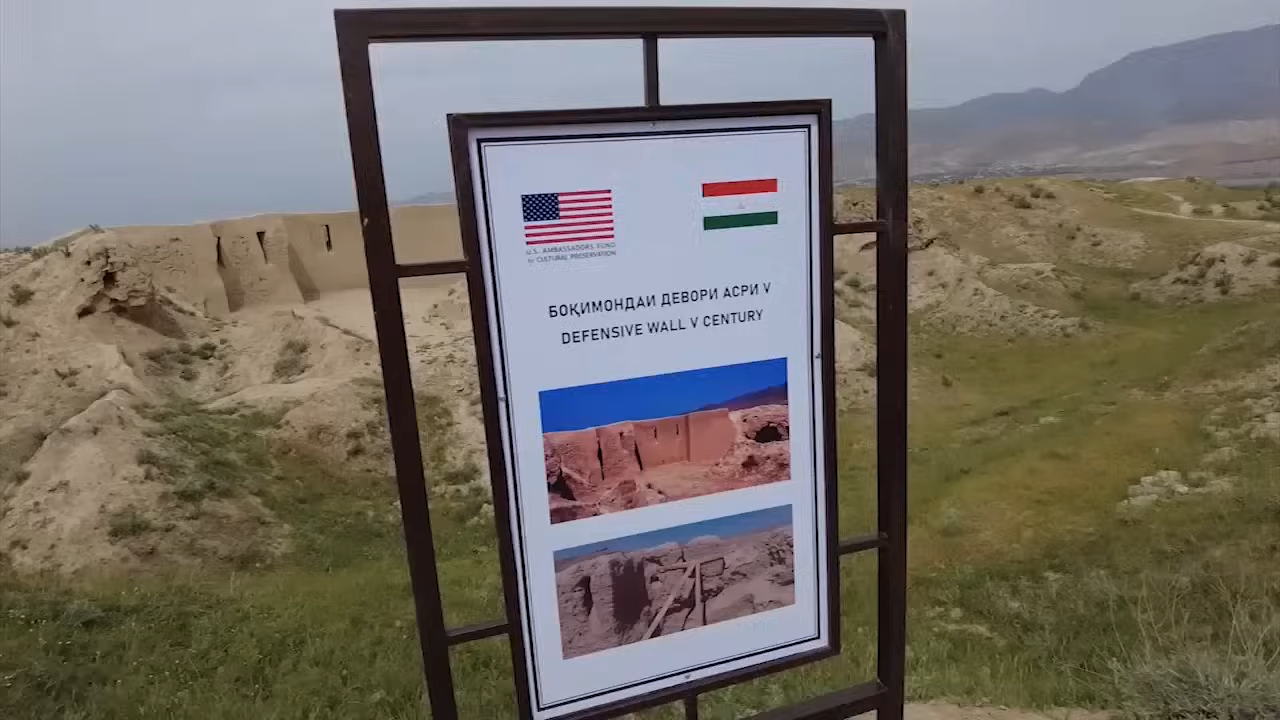 U.S. AMBASSADORS FUND
for CULTURAL PRESERVATION
БОҚИМОНДАИ ДЕВОРИ АСРИ V
DEFENSIVE WALL V CENTURY